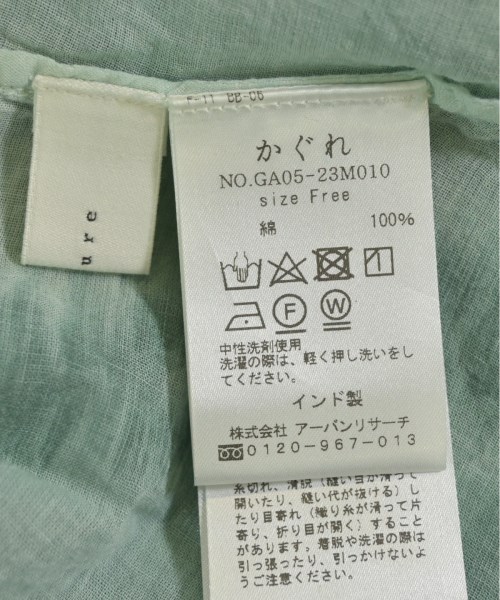 ure
かぐれ
NO.GA05-23M010
size Free
綿 100%
F
W
中性洗剤使用
洗濯の際は、軽く押し洗いをし
てください。
インド製
株式会社 アーバンリサーチ
0120-967-013
糸切れ、滑脱(縫い目が滑って
開いたり、縫い代が抜ける)し
たり目寄れ(織り糸が滑って片
寄り、折り目が開く)すること
があります。着脱や洗濯の際は
引っ張ったり、引っかけないよ
うご注意ください。